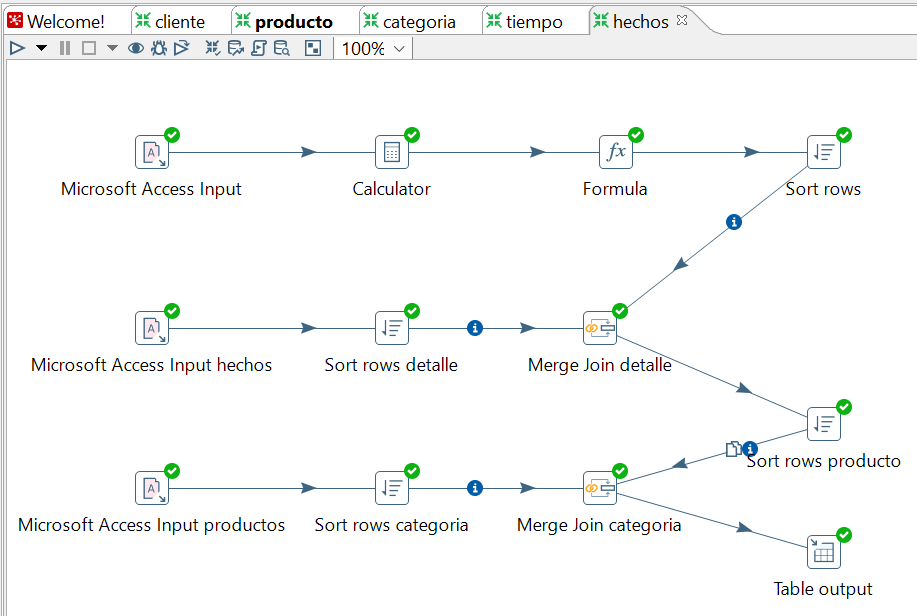 Welcome!
cliente
producto
categoria
tiempo
hechos
100%
Microsoft Access Input
Calculator
Formula
Sort rows
Microsoft Access Input hechos
Sort rows detalle
Merge Join detalle
Sort rows producto
Microsoft Access Input productos
Sort rows categoria
Merge Join categoria
Table output